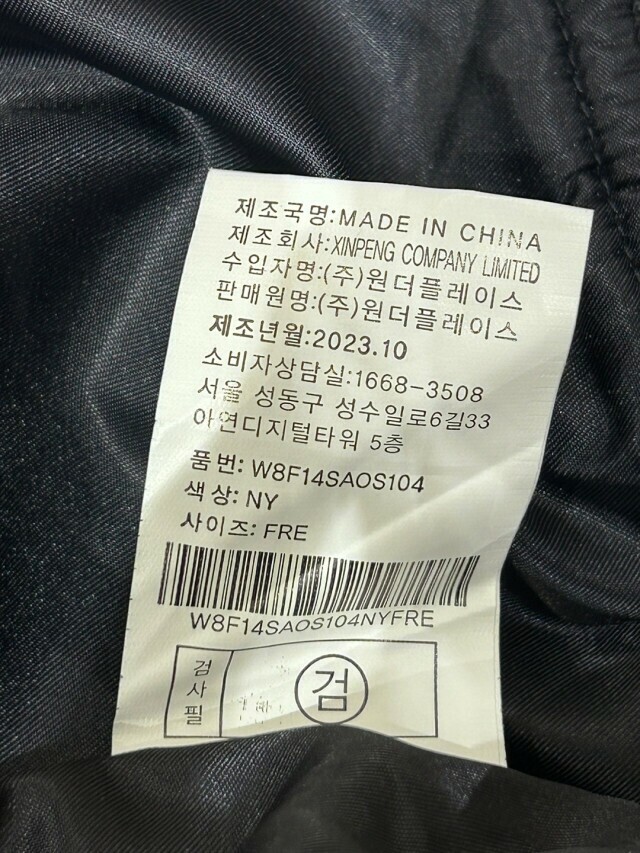 제조국명:MADE IN CHINA
제조회사:XINPENG COMPANY LIMITED
수입자명:(주)원더플레이스
판매원명:(주)원더플레이스
제조년월:2023.10
소비자상담실:1668-3508
서울 성동구 성수일로6길33
아연디지털타워 5층
품번: W8F14SAOS104
색상: NY
사이즈: FRE
W8F14SAOS104NYFRE
검사필
검